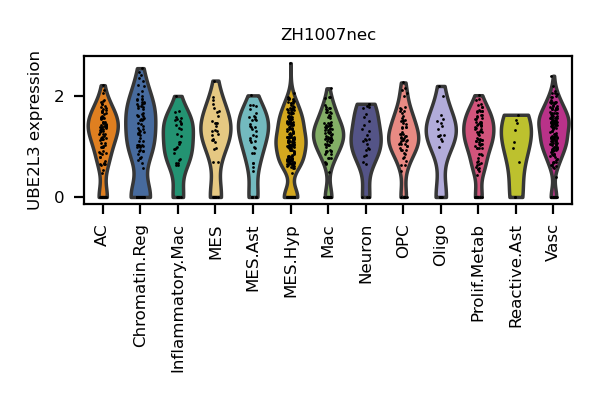 ZH1007nec
UBE2L3 expression
2
0
AC
Chromatin.Reg
Inflammatory.Mac
MES
MES.Ast
MES.Hyp
Mac
Neuron
OPC
Oligo
Prolif.Metab
Reactive.Ast
Vasc